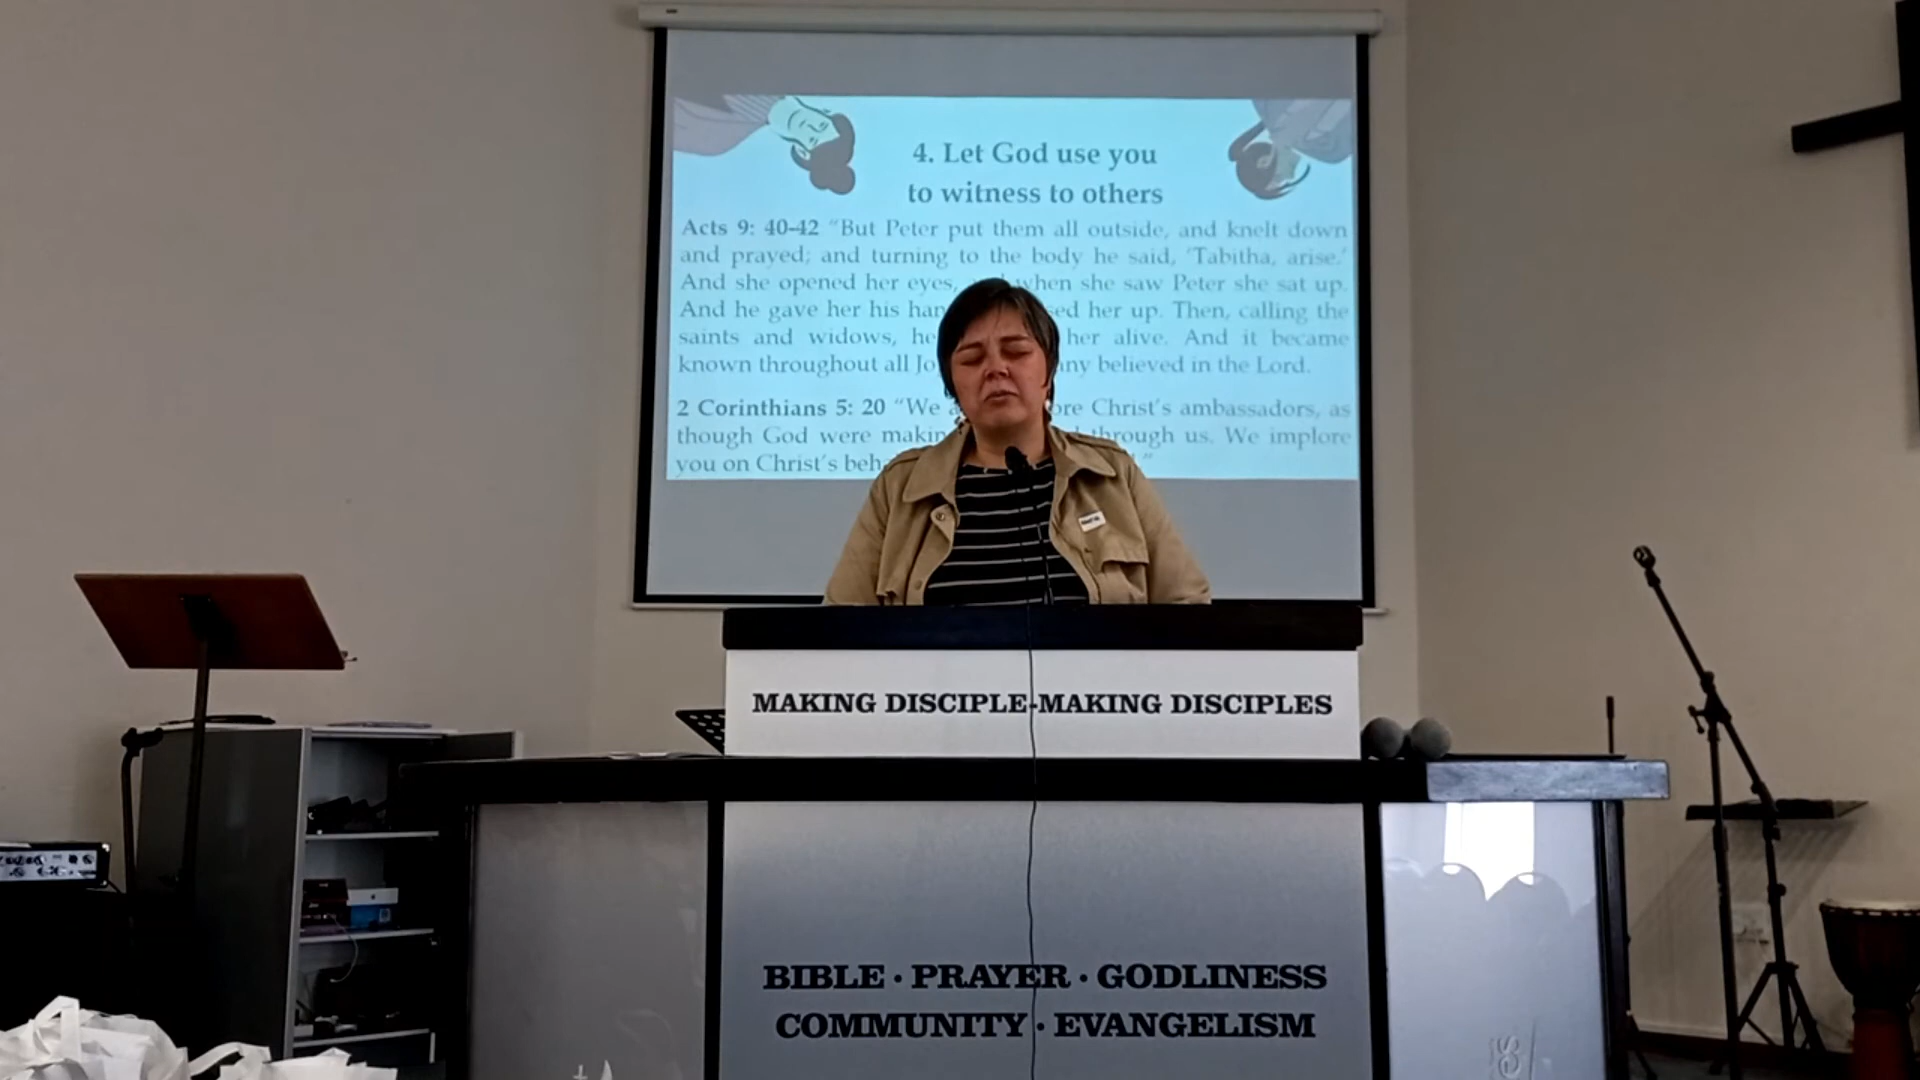 4. Let God use you
to witness to others
Acts 9: 40-42 “But Peter put them all outside, and knelt down
and prayed; and turning to the body he said, ‘Tabitha, arise.’
And she opened her eyes, when she saw Peter she sat up.
And he gave her his han sed her up. Then, calling the
saints and widows, he her alive. And it became
known throughout all Jo ny believed in the Lord.
2 Corinthians 5: 20 “We a ore Christ’s ambassadors, as
though God were makin through us. We implore
you on Christ’s beha ”
MAKING DISCIPLE-MAKING DISCIPLES
BIBLE · PRAYER · GODLINESS
COMMUNITY · EVANGELISM